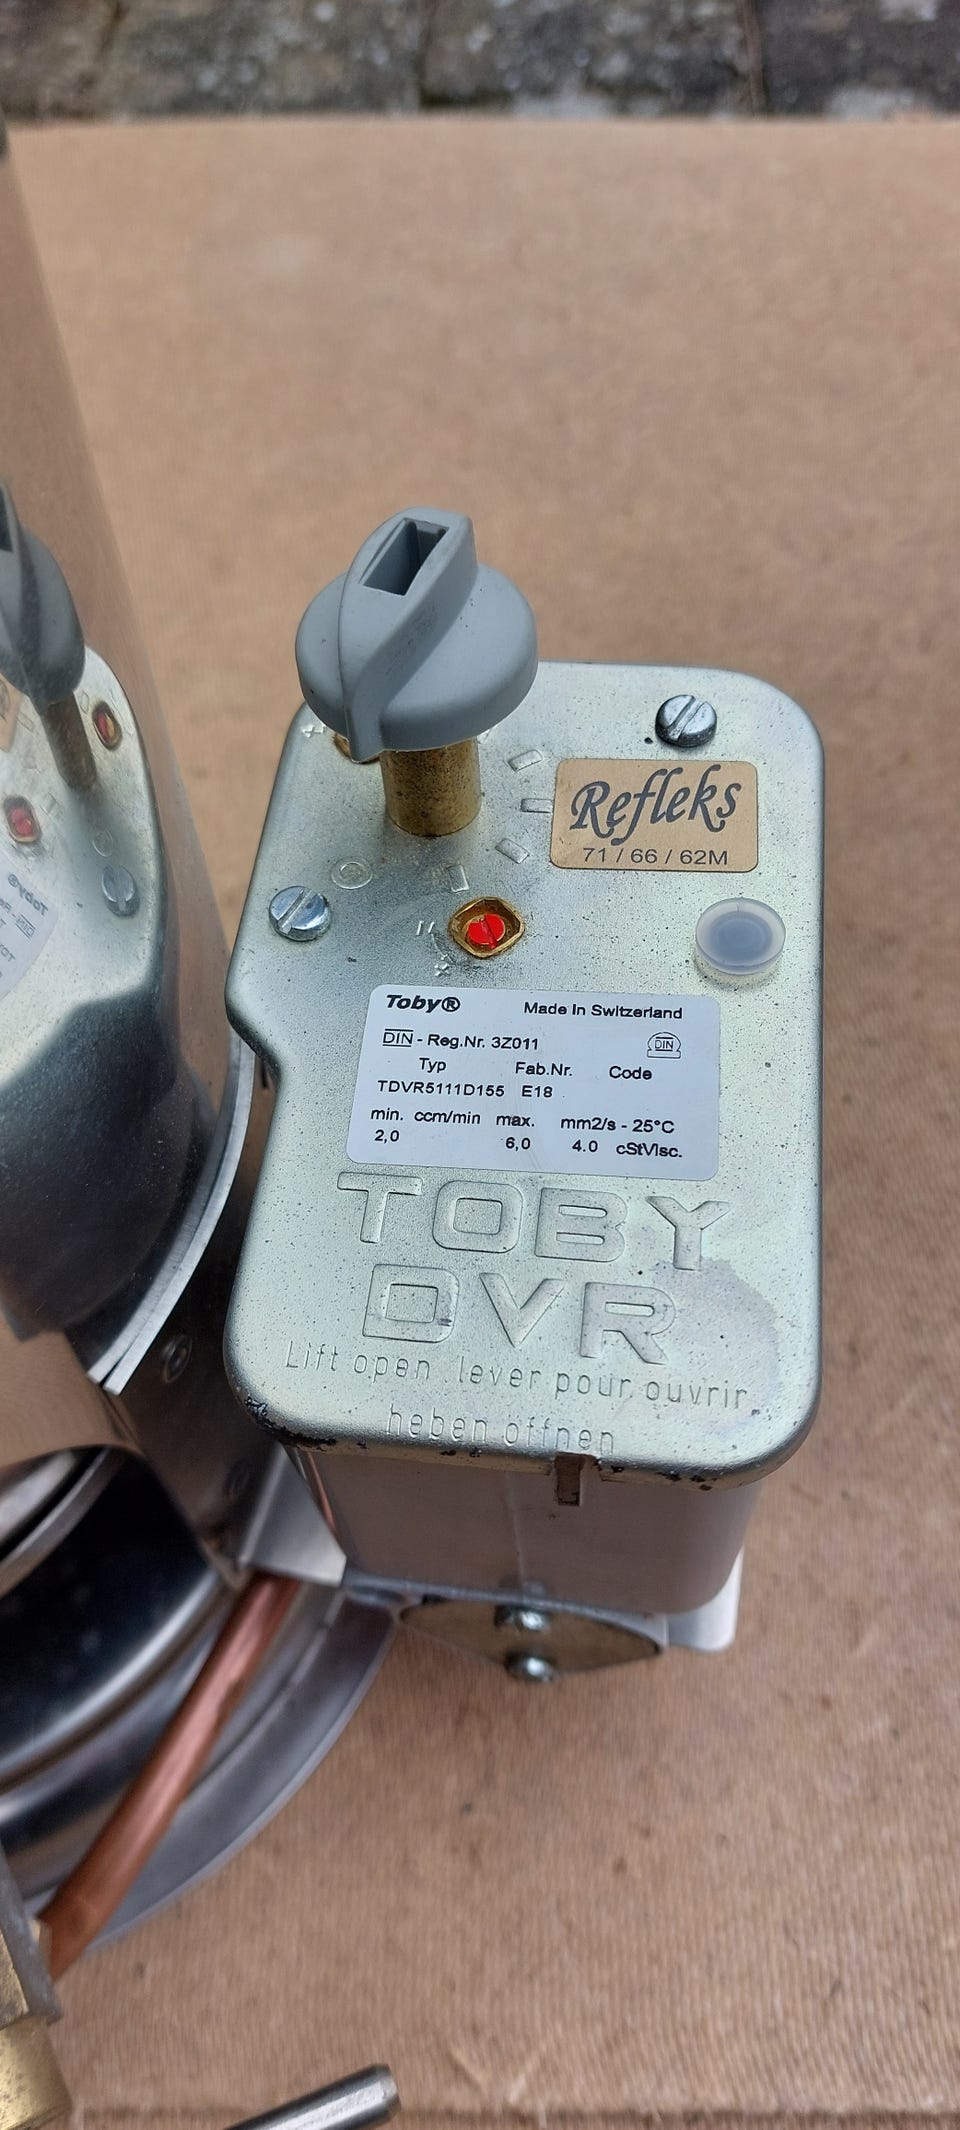 Refleks
71 / 66 / 62M
Toby® Made In Switzerland
DIN - Reg.Nr. 3Z011 DIN
Typ Fab.Nr. Code
TDVR5111D155 E18
min. ccm/min max. mm2/s - 25°C
2,0 6,0 4.0 cStVisc.
TOBY
DVR
Lift open lever pour ouvrir
heben öffnen